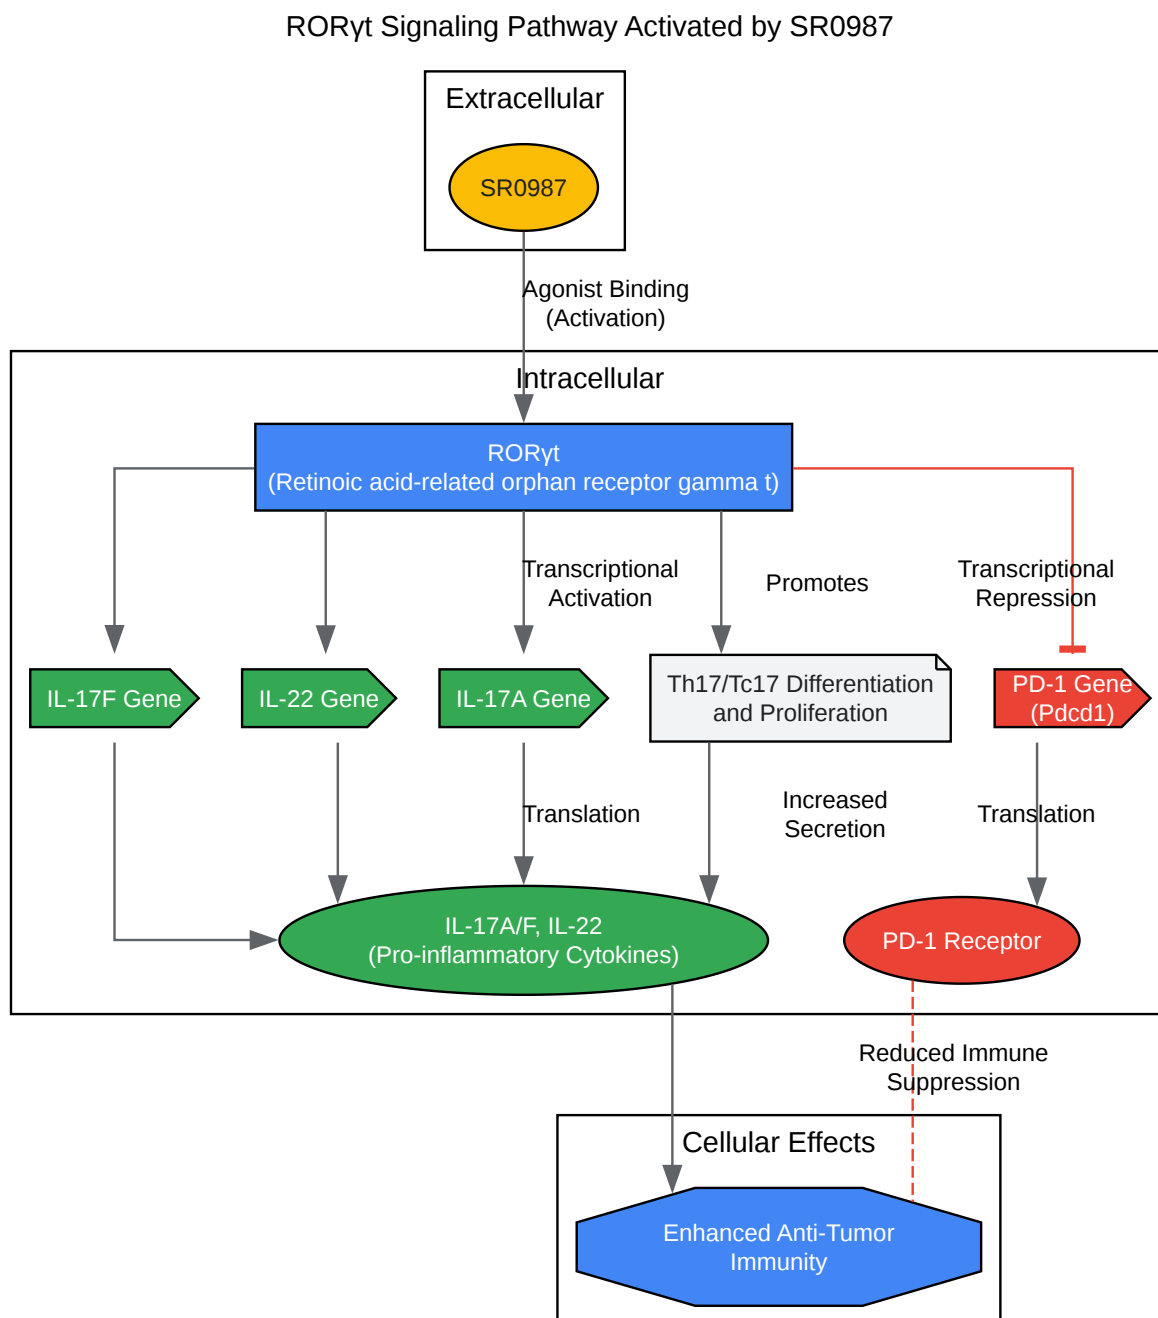 RORγt Signaling Pathway Activated by SR0987
Extracellular
SR0987
Agonist Binding
(Activation)
Intracellular
RORγt
(Retinoic acid-related orphan receptor gamma t)
Transcriptional
Activation
Promotes
Transcriptional
Repression
IL-17F Gene
IL-22 Gene
IL-17A Gene
Th17/Tc17 Differentiation
and Proliferation
PD-1 Gene
(Pdcd1)
Translation
Increased
Secretion
Translation
IL-17A/F, IL-22
(Pro-inflammatory Cytokines)
PD-1 Receptor
Reduced Immune
Suppression
Cellular Effects
Enhanced Anti-Tumor
Immunity